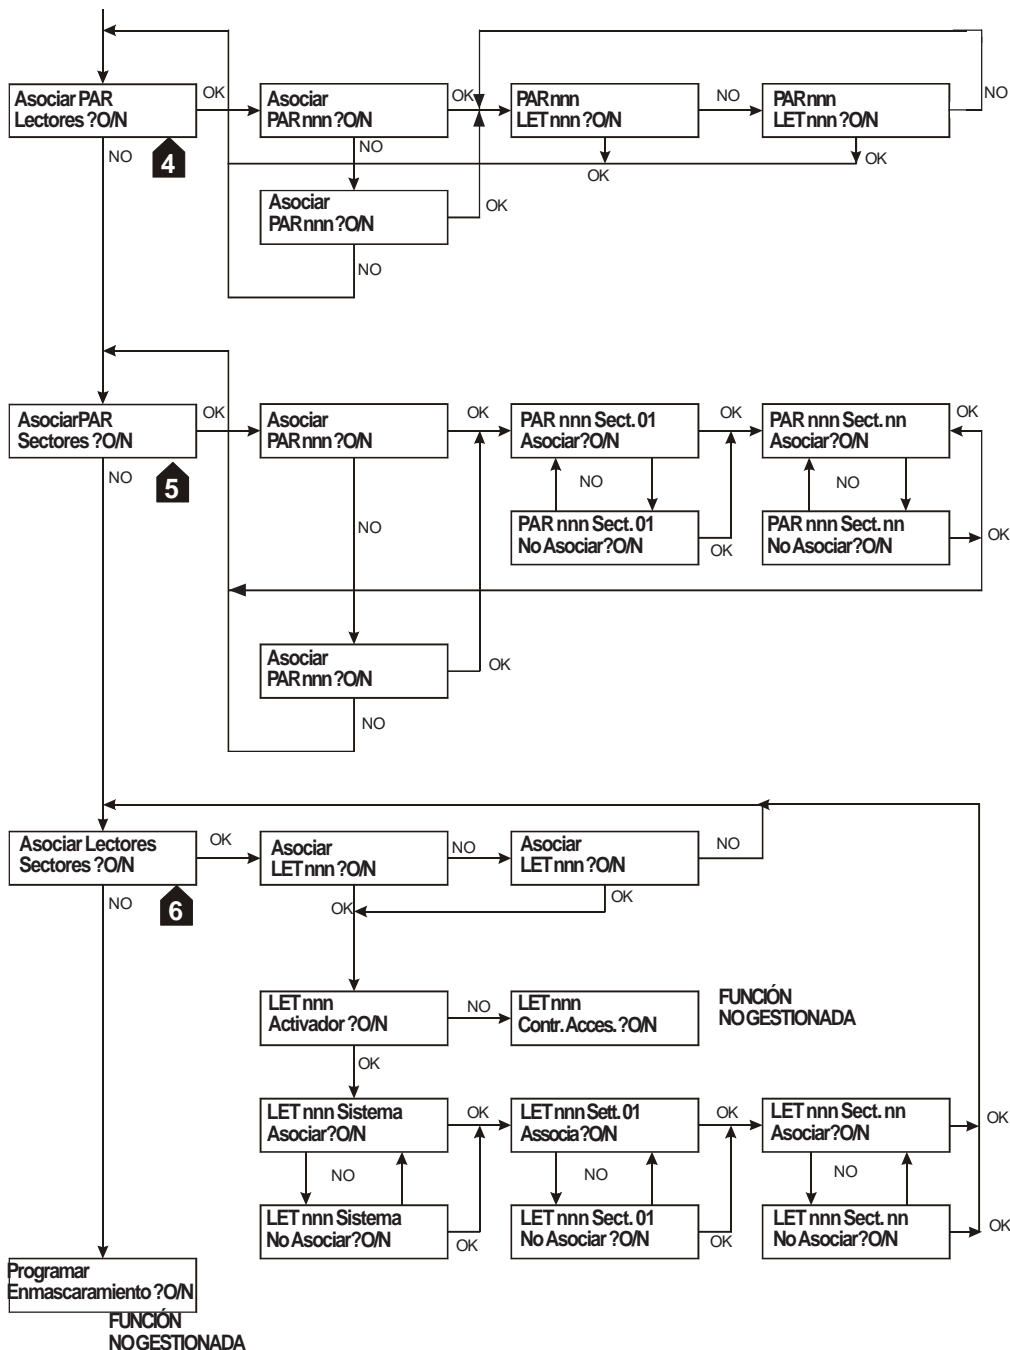 Asociar PAR
Lectores ?O/N
OK
Asociar
PAR nnn ?O/N
OK
PAR nnn
LET nnn ?O/N
NO
PAR nnn
LET nnn ?O/N
NO
NO
4
NO
OK
OK
Asociar
PAR nnn ?O/N
OK
NO
Asociar PAR
Sectores ?O/N
OK
Asociar
PAR nnn ?O/N
OK
PAR nnn Sect. 01
Asociar?O/N
OK
PAR nnn Sect. nn
Asociar?O/N
OK
NO
5
NO
NO
NO
PAR nnn Sect. 01
No Asociar?O/N
OK
PAR nnn Sect. nn
No Asociar?O/N
OK
Asociar
PAR nnn ?O/N
OK
NO
Asociar Lectores
Sectores ?O/N
OK
Asociar
LET nnn ?O/N
NO
Asociar
LET nnn ?O/N
NO
NO
6
OK
OK
LET nnn
Activador ?O/N
NO
LET nnn
Contr. Acces. ?O/N
FUNCIÓN
NO GESTIONADA
OK
LET nnn Sistema
Asociar?O/N
OK
LET nnn Sett. 01
Associa?O/N
OK
LET nnn Sect. nn
Asociar?O/N
OK
NO
NO
NO
LET nnn Sistema
No Asociar?O/N
OK
LET nnn Sect. 01
No Asociar?O/N
OK
LET nnn Sect. nn
No Asociar?O/N
OK
Programar
Enmascaramiento ?O/N
FUNCIÓN
NO GESTIONADA